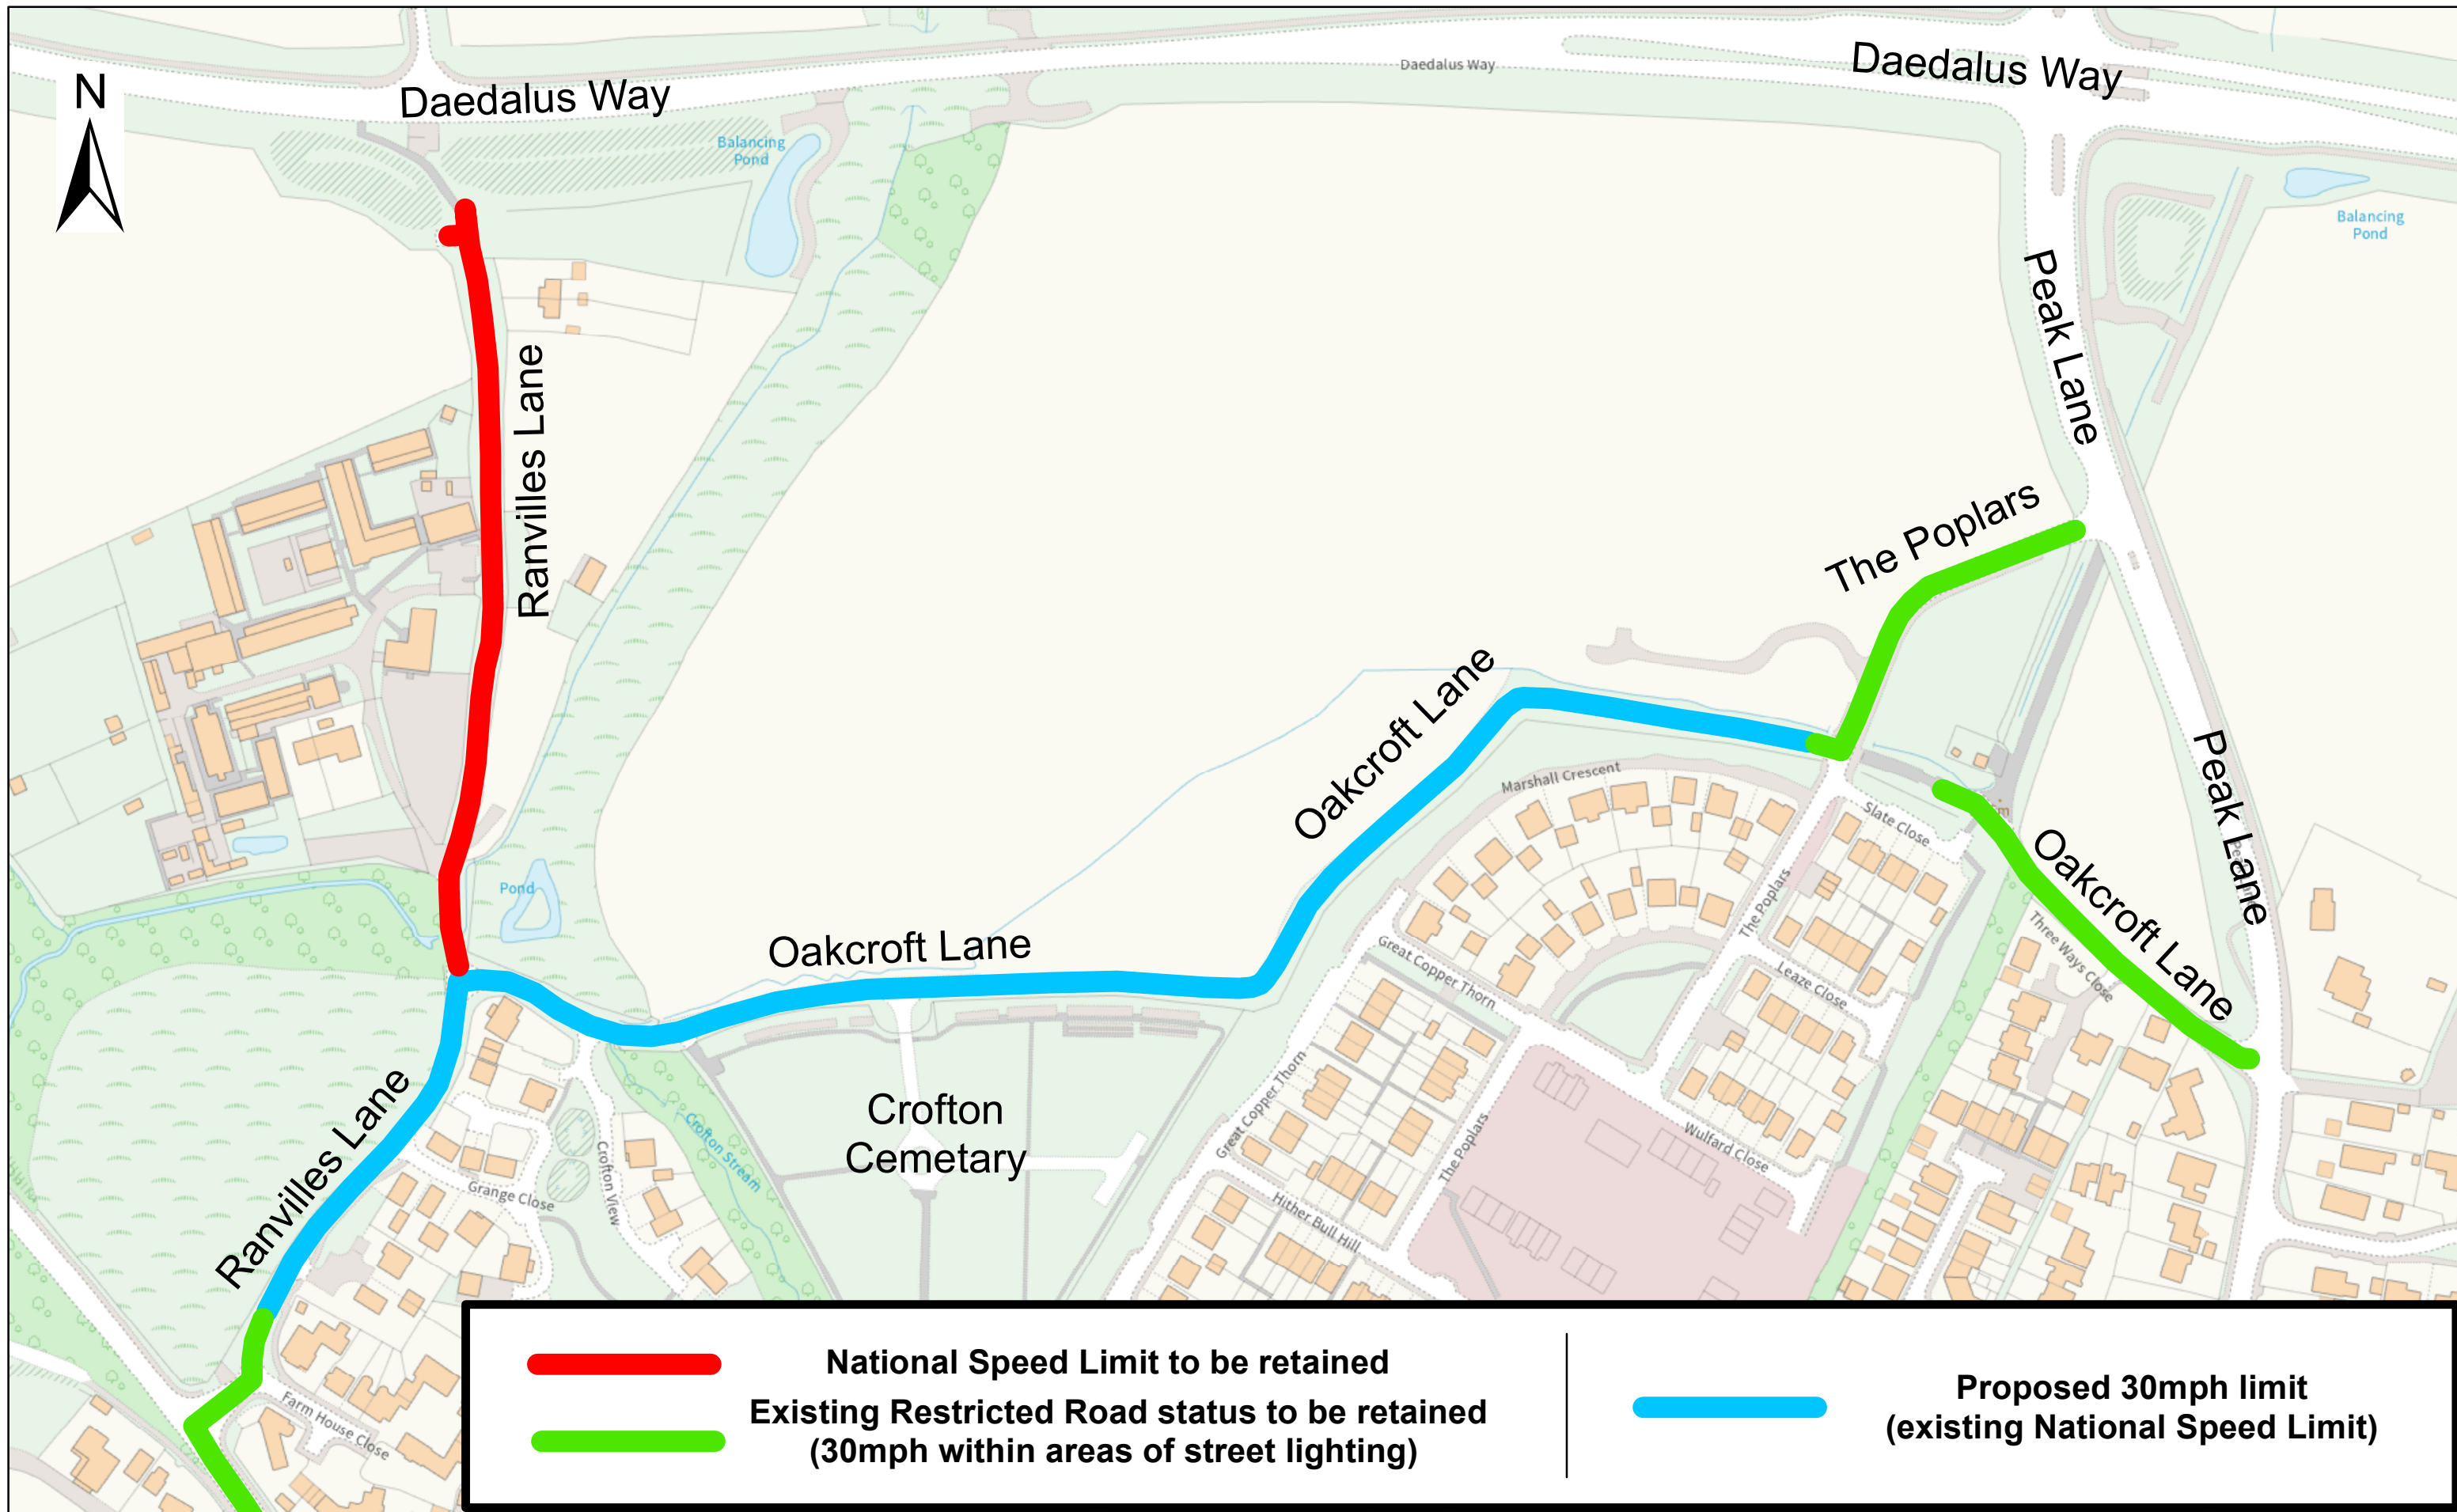 N
Daedalus Way
Daedalus Way
Daedalus Way
Balancing
Pond
Balancing
Pond
Peak Lane
Ranvilles Lane
The Poplars
Oakcroft Lane
Marshall Crescent
Slate Close
Peak Lane
Oakcroft Lane
The Poplars
Three Ways Close
Pond
Oakcroft Lane
Great Copper Thorn
Leaze Close
Ranvilles Lane
Crofton
Cemetary
Crofton Stream
Great Copper Thorn
The Poplars
Wulfard Close
Grange Close
Crofton View
Hither Bull Hill
Farm House Close
National Speed Limit to be retained
Existing Restricted Road status to be retained
(30mph within areas of street lighting)
Proposed 30mph limit
(existing National Speed Limit)